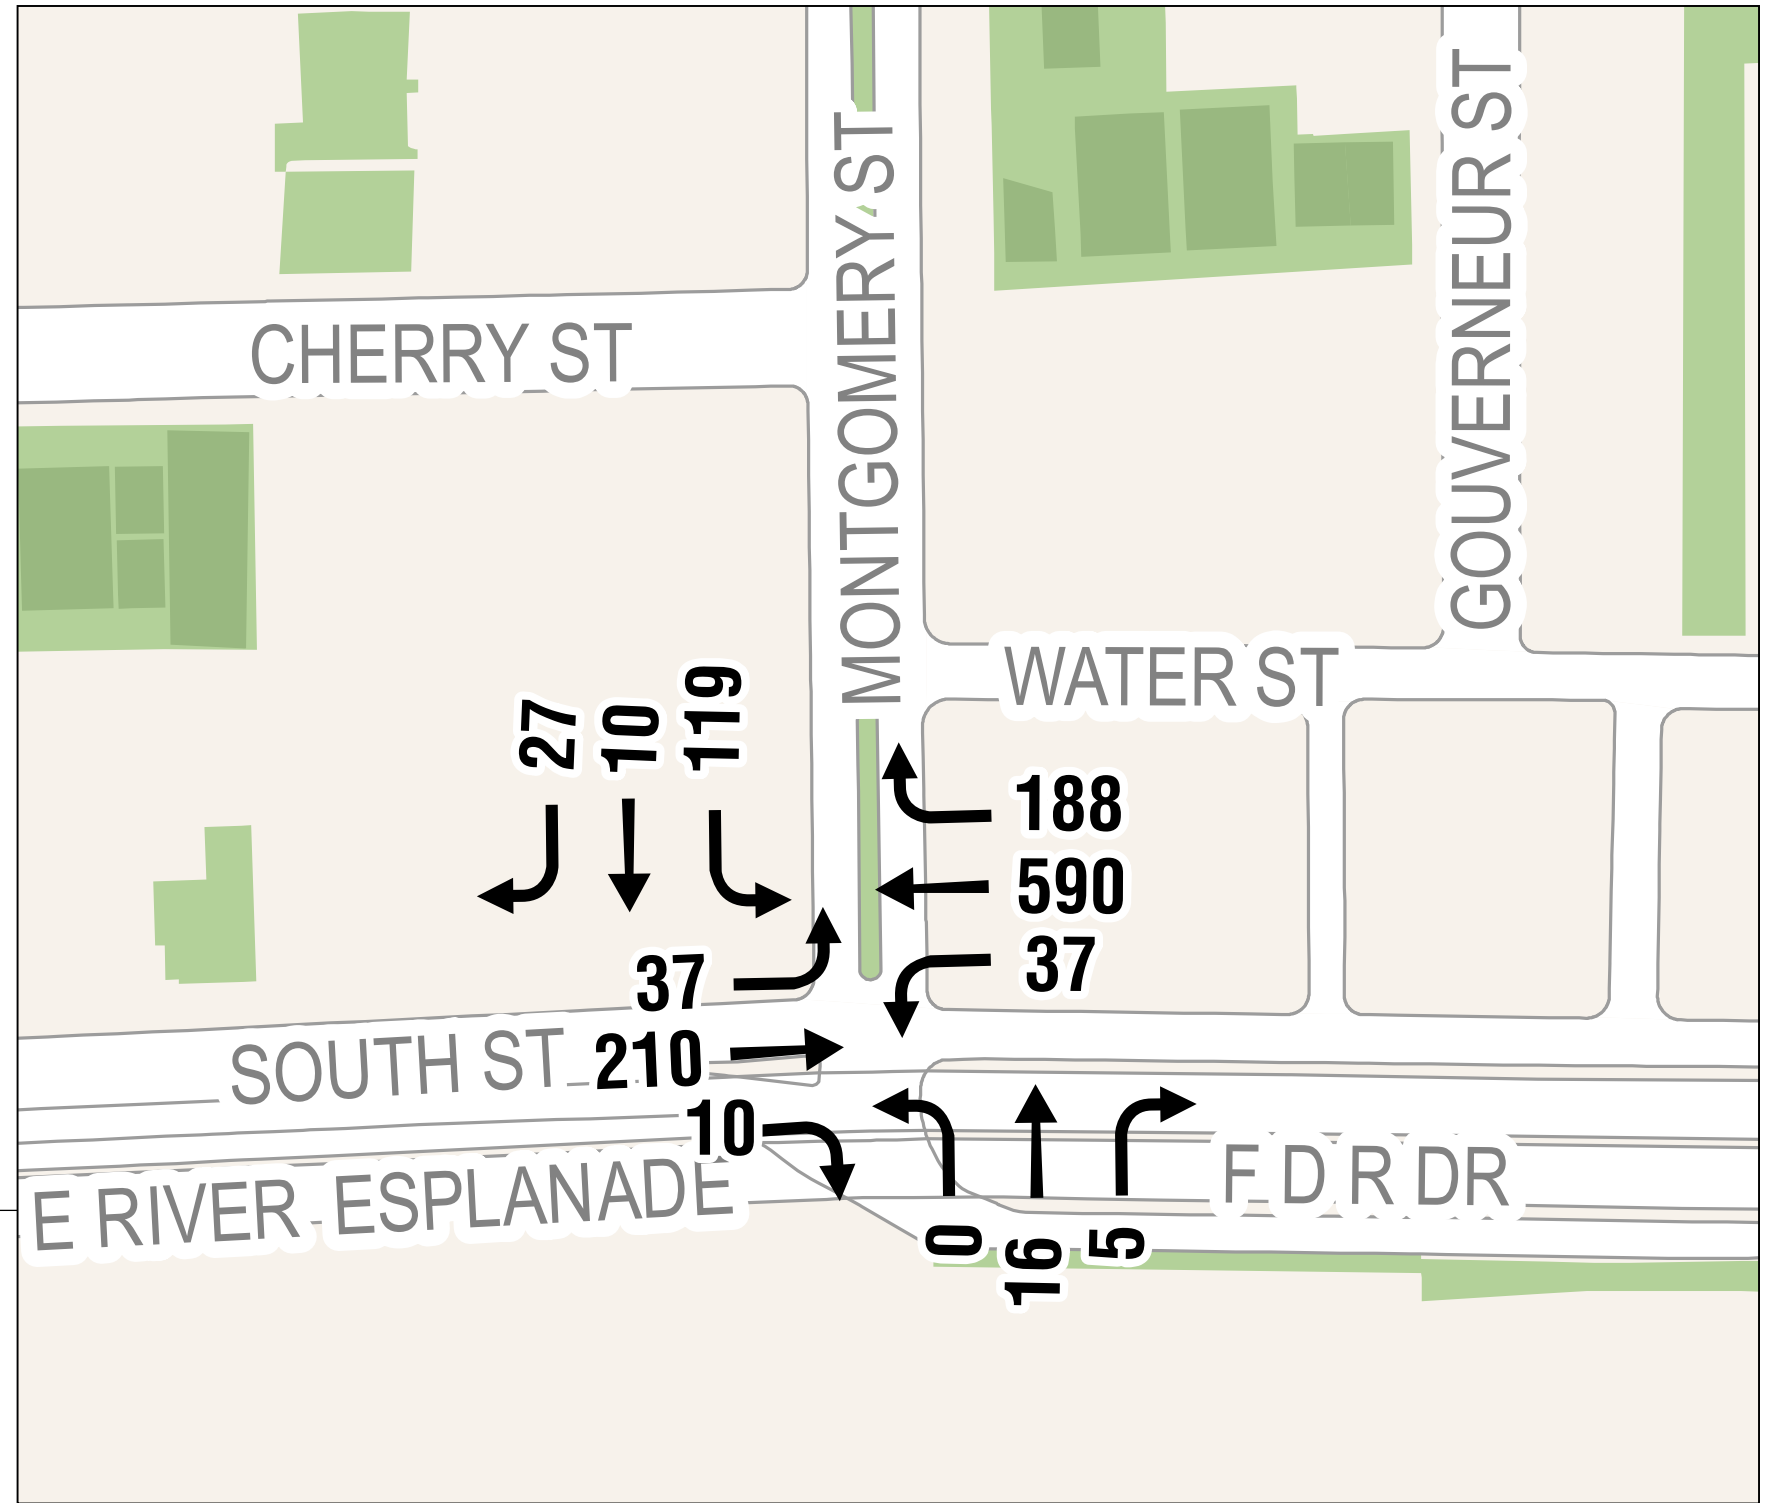 MONTGOMERY ST
GOUVERNEUR ST
CHERRY ST
WATER ST
27
10
119
188
590
37
37
SOUTH ST
210
10
E RIVER ESPLANADE
F D R DR
0
16
5